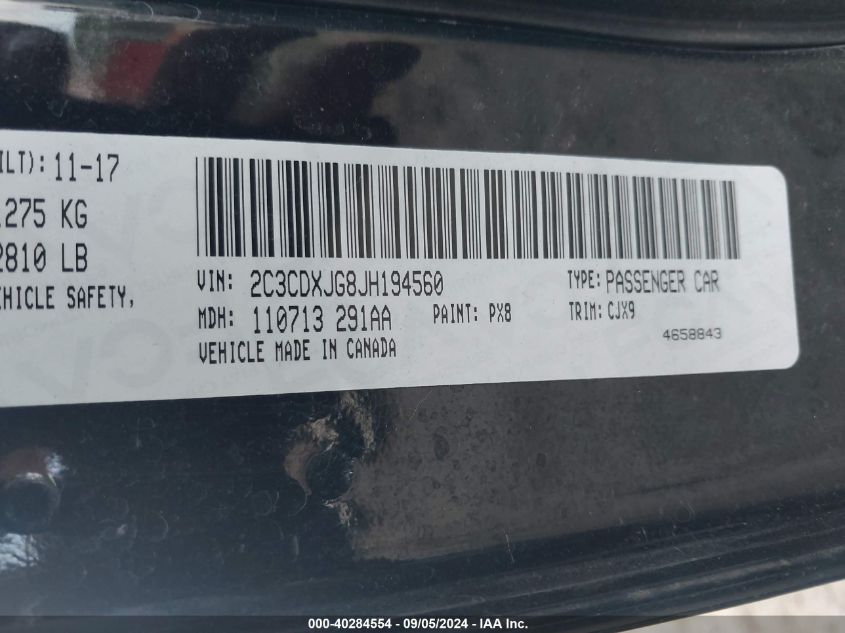 ILT): 11-17
275 KG
2810 LB
EHICLE SAFETY,
VIN: 2C3CDXJG8JH194560
TYPE: PASSENGER CAR
MDH: 110713 291AA
PAINT: PX8
TRIM: CJX9
VEHICLE MADE IN CANADA
4658843
000-40284554 - 09/05/2024 - IAA Inc.